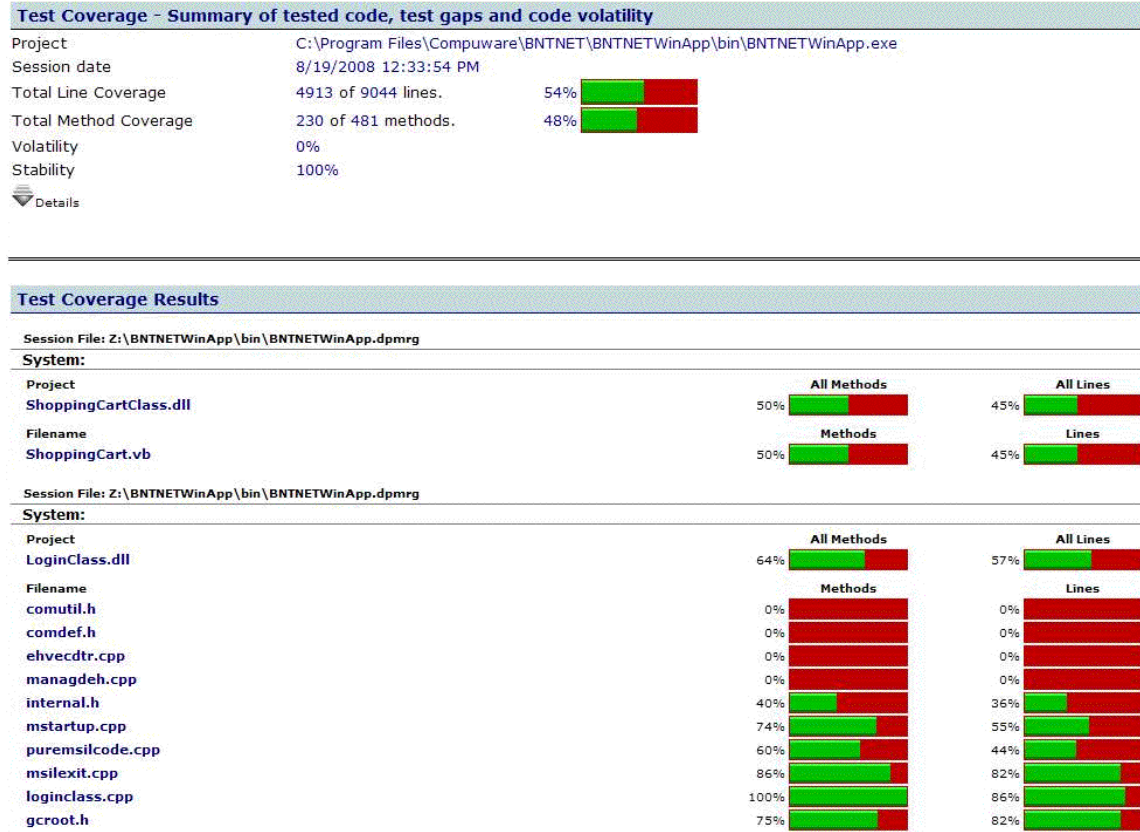 Test Coverage - Summary of tested code, test gaps and code volatility
Project C:\Program Files\Compuware\BNTNET\BNTNETWinApp\bin\BNTNETWinApp.exe
Session date 8/19/2008 12:33:54 PM
Total Line Coverage 4913 of 9044 lines. 54%
Total Method Coverage 230 of 481 methods. 48%
Volatility 0%
Stability 100%
Details
Test Coverage Results
Session File: Z:\BNTNETWinApp\bin\BNTNETWinApp.dpmrg
System:
Project All Methods All Lines
ShoppingCartClass.dll 50% 45%
Filename Methods Lines
ShoppingCart.vb 50% 45%
Session File: Z:\BNTNETWinApp\bin\BNTNETWinApp.dpmrg
System:
Project All Methods All Lines
LoginClass.dll 64% 57%
Filename Methods Lines
comutil.h 0% 0%
comdef.h 0% 0%
ehvecdtr.cpp 0% 0%
managdeh.cpp 0% 0%
internal.h 40% 36%
mstartup.cpp 74% 55%
puremsilcode.cpp 60% 44%
msilexit.cpp 86% 82%
loginclass.cpp 100% 86%
gcroot.h 75% 82%